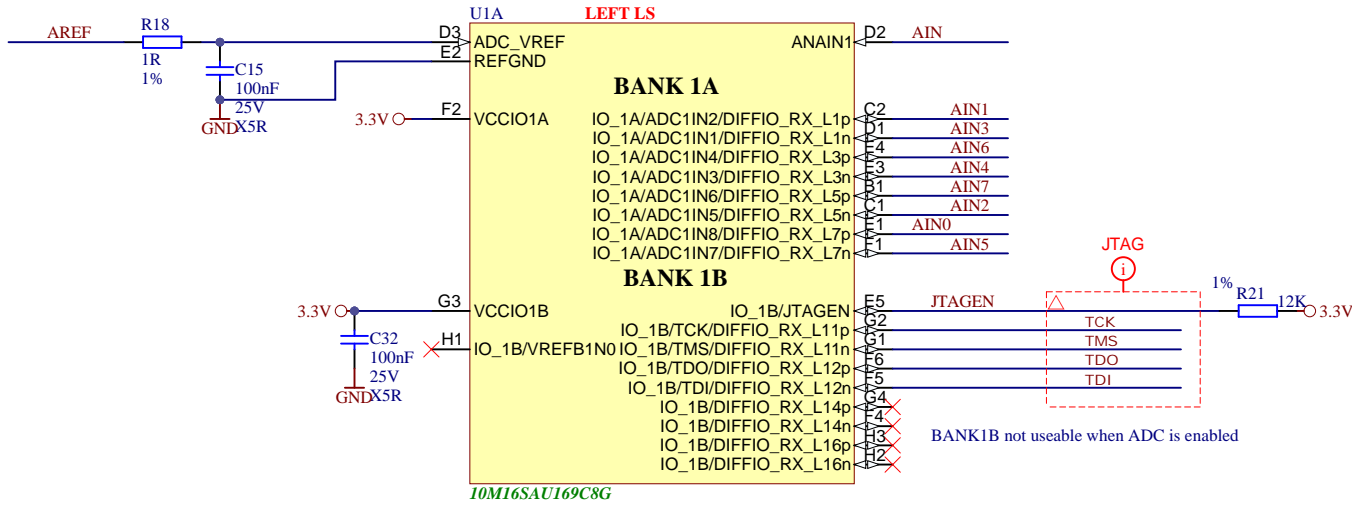 U1A
LEFT LS
AREF
R18
1R
1%
C15
100nF
25V
X5R
GND
D3
ADC_VREF
E2
REFGND
ANAIN1
D2
AIN
BANK 1A
3.3V
F2
VCCIO1A
IO_1A/ADC1IN2/DIFFIO_RX_L1p
C2
AIN1
IO_1A/ADC1IN1/DIFFIO_RX_L1n
D1
AIN3
IO_1A/ADC1IN4/DIFFIO_RX_L3p
E4
AIN6
IO_1A/ADC1IN3/DIFFIO_RX_L3n
E3
AIN4
IO_1A/ADC1IN6/DIFFIO_RX_L5p
B1
AIN7
IO_1A/ADC1IN5/DIFFIO_RX_L5n
C1
AIN2
IO_1A/ADC1IN8/DIFFIO_RX_L7p
E1
AIN0
IO_1A/ADC1IN7/DIFFIO_RX_L7n
F1
AIN5
BANK 1B
JTAG
i
3.3V
G3
VCCIO1B
C32
100nF
25V
X5R
GND
H1
IO_1B/VREFB1N0
IO_1B/JTAGEN
E5
JTAGEN
1%
R21
12K
3.3V
IO_1B/TCK/DIFFIO_RX_L11p
G2
TCK
IO_1B/TMS/DIFFIO_RX_L11n
G1
TMS
IO_1B/TDO/DIFFIO_RX_L12p
F6
TDO
IO_1B/TDI/DIFFIO_RX_L12n
F5
TDI
IO_1B/DIFFIO_RX_L14p
G4
IO_1B/DIFFIO_RX_L14n
F4
IO_1B/DIFFIO_RX_L16p
H3
IO_1B/DIFFIO_RX_L16n
H2
BANK1B not useable when ADC is enabled
10M16SAU169C8G